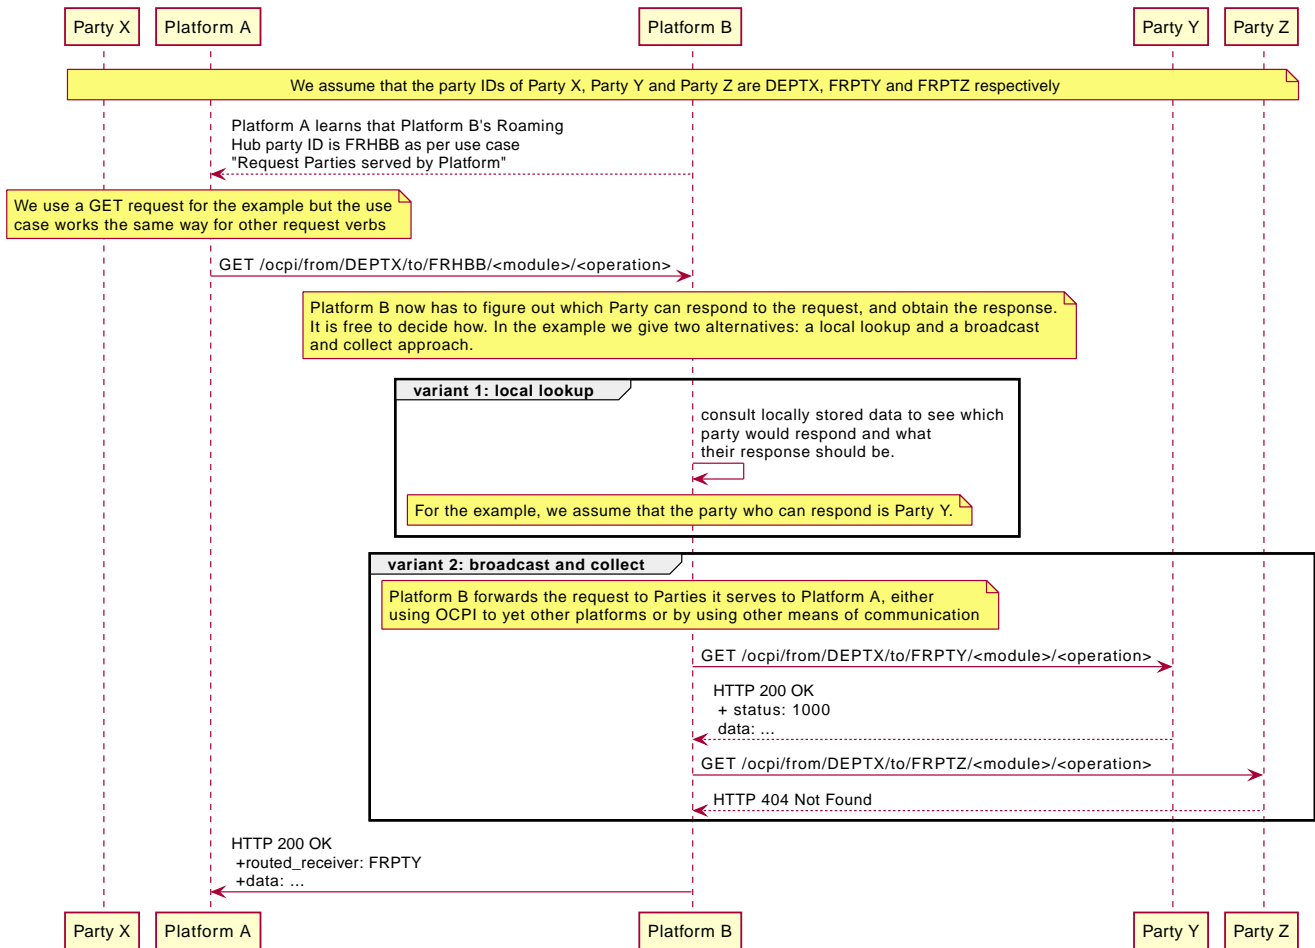 Party X
Platform A
Platform B
Party Y
Party Z
We assume that the party IDs of Party X, Party Y and Party Z are DEPTX, FRPTY and FRPTZ respectively
Platform A learns that Platform B's Roaming
Hub party ID is FRHBB as per use case
"Request Parties served by Platform"
We use a GET request for the example but the use
case works the same way for other request verbs
GET /ocpi/from/DEPTX/to/FRHBB/<module>/<operation>
Platform B now has to figure out which Party can respond to the request, and obtain the response.
It is free to decide how. In the example we give two alternatives: a local lookup and a broadcast
and collect approach.
variant 1: local lookup
consult locally stored data to see which
party would respond and what
their response should be.
For the example, we assume that the party who can respond is Party Y.
variant 2: broadcast and collect
Platform B forwards the request to Parties it serves to Platform A, either
using OCPI to yet other platforms or by using other means of communication
GET /ocpi/from/DEPTX/to/FRPTY/<module>/<operation>
HTTP 200 OK
+ status: 1000
data: ...
GET /ocpi/from/DEPTX/to/FRPTZ/<module>/<operation>
HTTP 404 Not Found
HTTP 200 OK
+routed_receiver: FRPTY
+data: ...
Party X
Platform A
Platform B
Party Y
Party Z